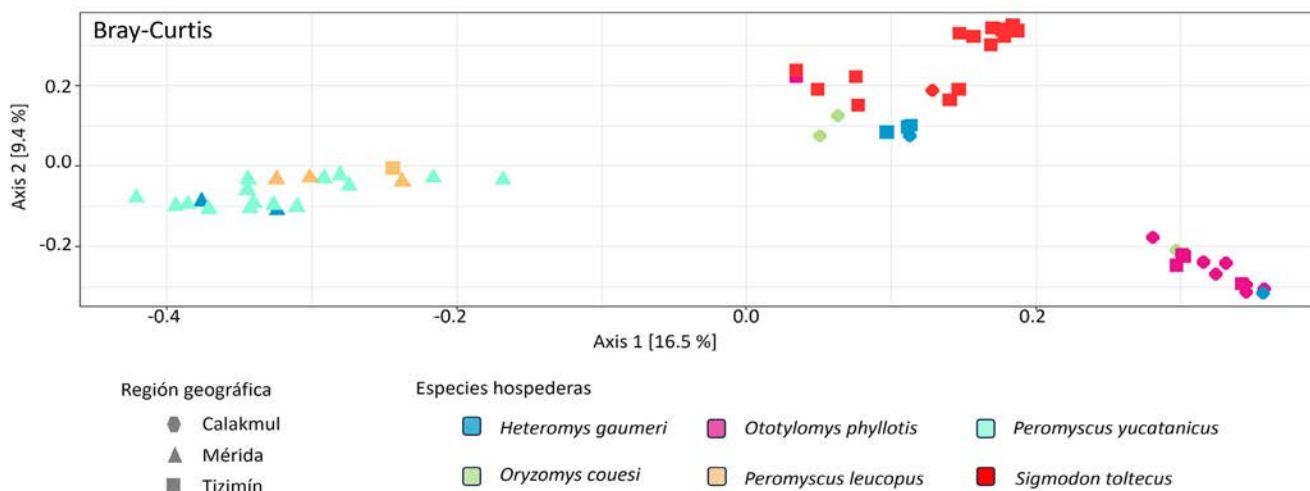 Bray-Curtis
Axis 2 [9.4 %]
0.2
0.0
-0.2
-0.4
-0.2
0.0
0.2
Axis 1 [16.5 %]
Región geográfica
Calakmul
Mérida
Tizimín
Especies hospederas
Heteromys gaumeri
Ototylomys phyllotis
Peromyscus yucatanicus
Oryzomys couesi
Peromyscus leucopus
Sigmodon toltecus